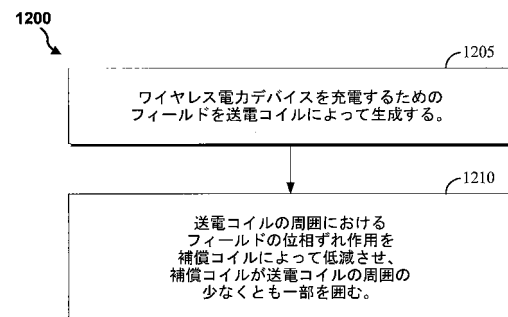 1200
1205
ワイヤレス電力デバイスを充電するための
フィールドを送電コイルによって生成する。
1210
送電コイルの周囲における
フィールドの位相ずれ作用を
補償コイルによって低減させ、
補償コイルが送電コイルの周囲の
少なくとも一部を囲む。